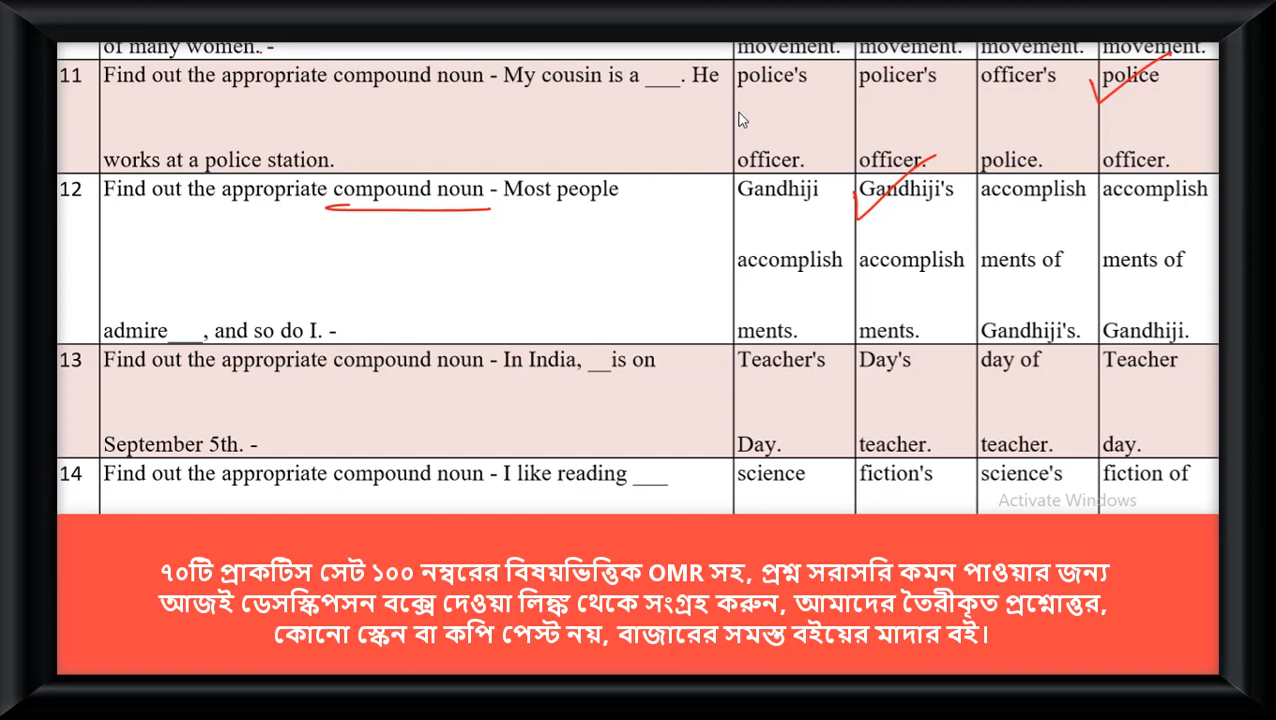 of many women. - movement. movement. movement. movement.
11 Find out the appropriate compound noun - My cousin is a ___. He police's policer's officer's police
works at a police station. officer. officer. police. officer.
12 Find out the appropriate compound noun - Most people Gandhiji Gandhiji's accomplish accomplish
accomplish accomplish ments of ments of
admire___, and so do I. - ments. ments. Gandhiji's. Gandhiji.
13 Find out the appropriate compound noun - In India, __is on Teacher's Day's day of Teacher
September 5th. - Day. teacher. teacher. day.
14 Find out the appropriate compound noun - I like reading ___ science fiction's science's fiction of
Activate Windows
৭০টি প্রাকটিস সেট ১০০ নম্বরের বিষয়ভিত্তিক OMR সহ, প্রশ্ন সরাসরি কমন পাওয়ার জন্য
আজই ডেসস্কিপসন বক্সে দেওয়া লিঙ্ক থেকে সংগ্রহ করুন, আমাদের তৈরীকৃত প্রশ্নোত্তর,
কোনো স্কেন বা কপি পেস্ট নয়, বাজারের সমস্ত বইয়ের মাদার বই।